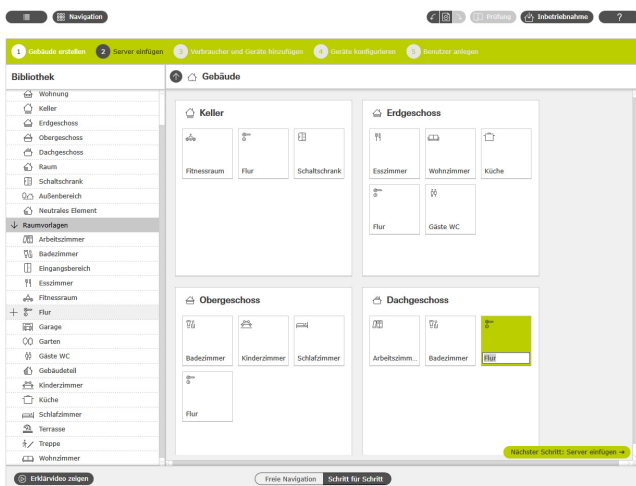 Navigation
Prüfung
Inbetriebnahme
?
1 Gebäude erstellen
2 Server einfügen
3 Verbraucher und Geräte hinzufügen
4 Geräte konfigurieren
5 Benutzer anlegen
Bibliothek
Gebäude
Wohnung
Keller
Erdgeschoss
Obergeschoss
Dachgeschoss
Raum
Schaltschrank
Außenbereich
Neutrales Element
Raumvorlagen
Arbeitszimmer
Badezimmer
Eingangsbereich
Esszimmer
Fitnessraum
Flur
Garage
Garten
Gäste WC
Gebäudeteil
Kinderzimmer
Küche
Schlafzimmer
Terrasse
Treppe
Wohnzimmer
Keller
Fitnessraum
Flur
Schaltschrank
Erdgeschoss
Esszimmer
Wohnzimmer
Küche
Flur
Gäste WC
Obergeschoss
Badezimmer
Kinderzimmer
Schlafzimmer
Flur
Dachgeschoss
Arbeitszimm...
Badezimmer
Flur
Nächster Schritt: Server einfügen →
Erklärvideo zeigen
Freie Navigation
Schritt für Schritt